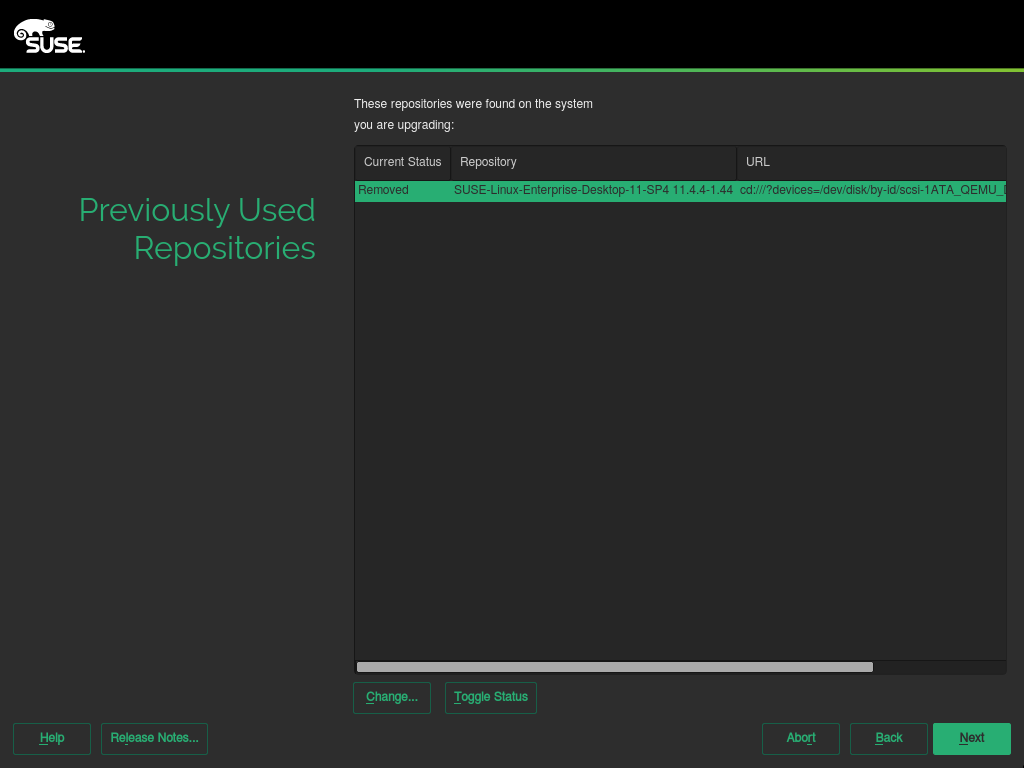 SUSE.
These repositories were found on the system
you are upgrading:
Previously Used
Repositories
Current Status Repository URL
Removed SUSE-Linux-Enterprise-Desktop-11-SP4 11.4.4-1.44 cd:///?devices=/dev/disk/by-id/scsi-1ATA_QEMU_
Change... Toggle Status
Help Release Notes... Abort Back Next